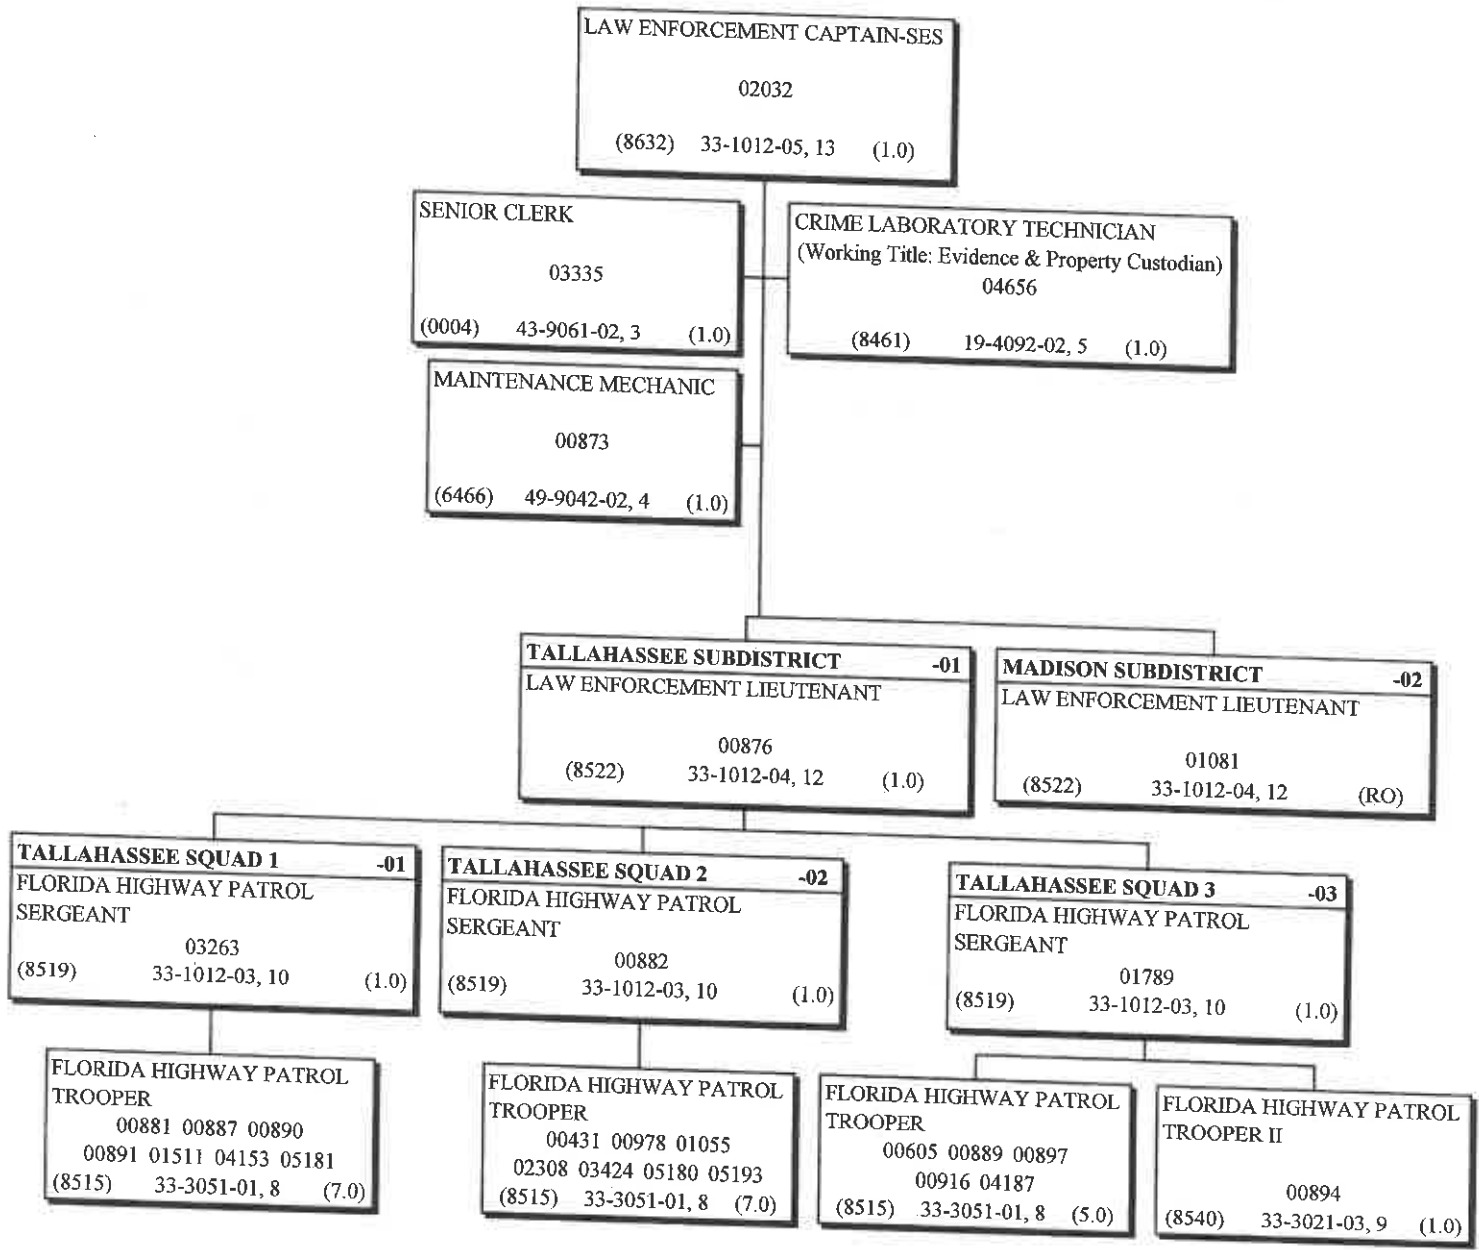 LAW ENFORCEMENT CAPTAIN-SES
02032
(8632) 33-1012-05, 13 (1.0)
SENIOR CLERK
03335
(0004) 43-9061-02, 3 (1.0)
CRIME LABORATORY TECHNICIAN
(Working Title: Evidence & Property Custodian)
04656
(8461) 19-4092-02, 5 (1.0)
MAINTENANCE MECHANIC
00873
(6466) 49-9042-02, 4 (1.0)
TALLAHASSEE SUBDISTRICT -01
LAW ENFORCEMENT LIEUTENANT
00876
(8522) 33-1012-04, 12 (1.0)
MADISON SUBDISTRICT -02
LAW ENFORCEMENT LIEUTENANT
01081
(8522) 33-1012-04, 12 (RO)
TALLAHASSEE SQUAD 1 -01
FLORIDA HIGHWAY PATROL
SERGEANT
03263
(8519) 33-1012-03, 10 (1.0)
TALLAHASSEE SQUAD 2 -02
FLORIDA HIGHWAY PATROL
SERGEANT
00882
(8519) 33-1012-03, 10 (1.0)
TALLAHASSEE SQUAD 3 -03
FLORIDA HIGHWAY PATROL
SERGEANT
01789
(8519) 33-1012-03, 10 (1.0)
FLORIDA HIGHWAY PATROL
TROOPER
00881 00887 00890
00891 01511 04153 05181
(8515) 33-3051-01, 8 (7.0)
FLORIDA HIGHWAY PATROL
TROOPER
00431 00978 01055
02308 03424 05180 05193
(8515) 33-3051-01, 8 (7.0)
FLORIDA HIGHWAY PATROL
TROOPER
00605 00889 00897
00916 04187
(8515) 33-3051-01, 8 (5.0)
FLORIDA HIGHWAY PATROL
TROOPER II
00894
(8540) 33-3021-03, 9 (1.0)